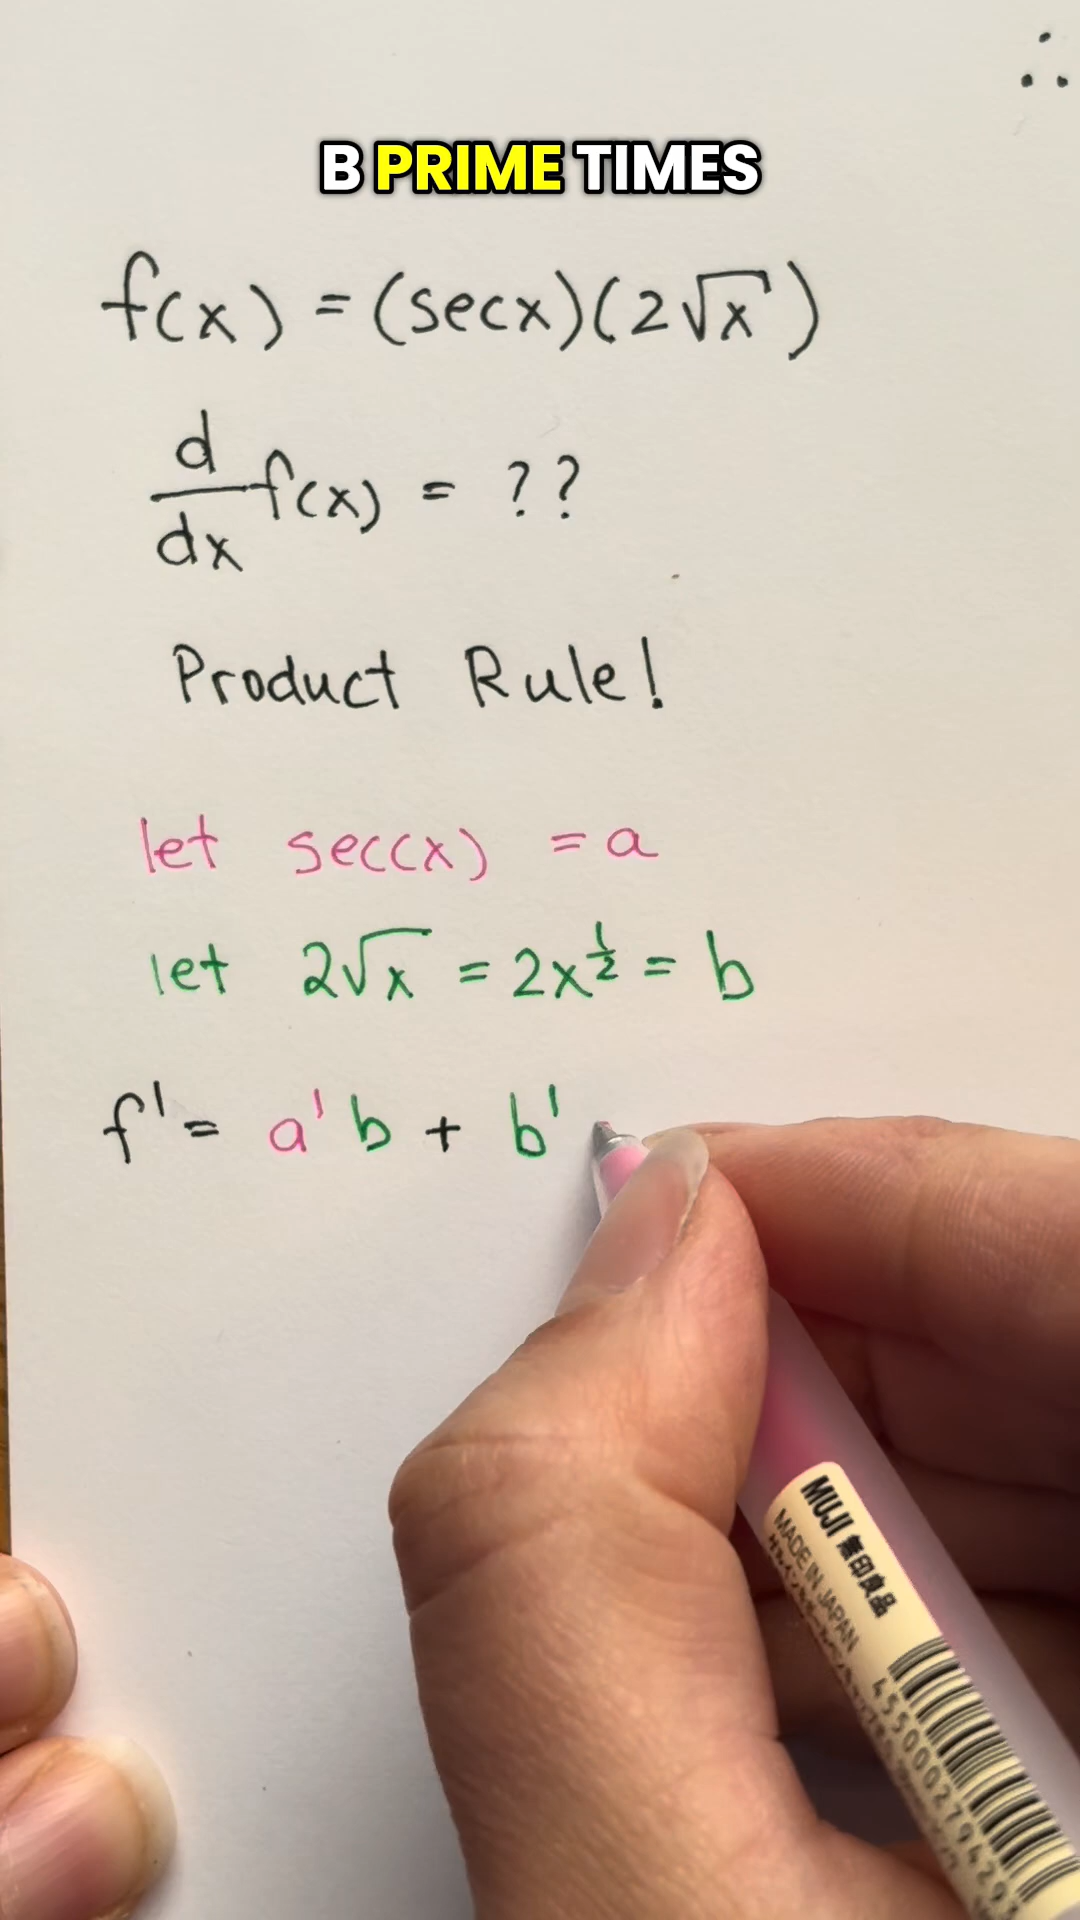 B PRIME TIMES
f(x) = (secx)(2√x)
d/dx f(x) = ??
Product Rule!
let sec(x) = a
let 2√x = 2x^½ = b
f' = a'b + b'
MUJI 無印良品
MADE IN JAPAN